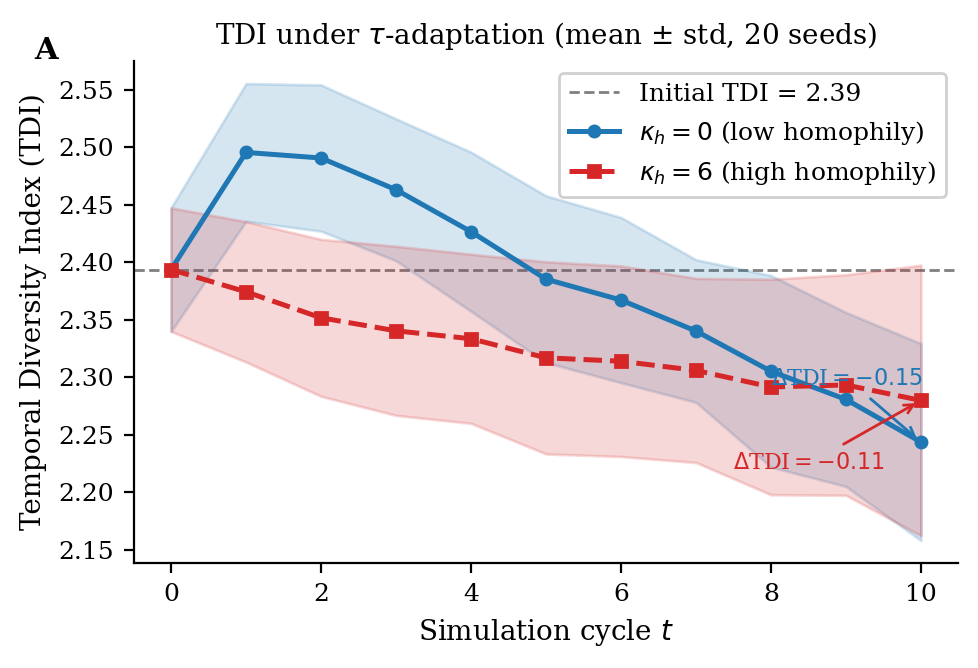 A
TDI under τ-adaptation (mean ± std, 20 seeds)
Temporal Diversity Index (TDI)
2.55
2.50
2.45
2.40
2.35
2.30
2.25
2.20
2.15
Initial TDI = 2.39
κ_h = 0 (low homophily)
κ_h = 6 (high homophily)
ΔTDI = −0.15
ΔTDI = −0.11
0 2 4 6 8 10
Simulation cycle t